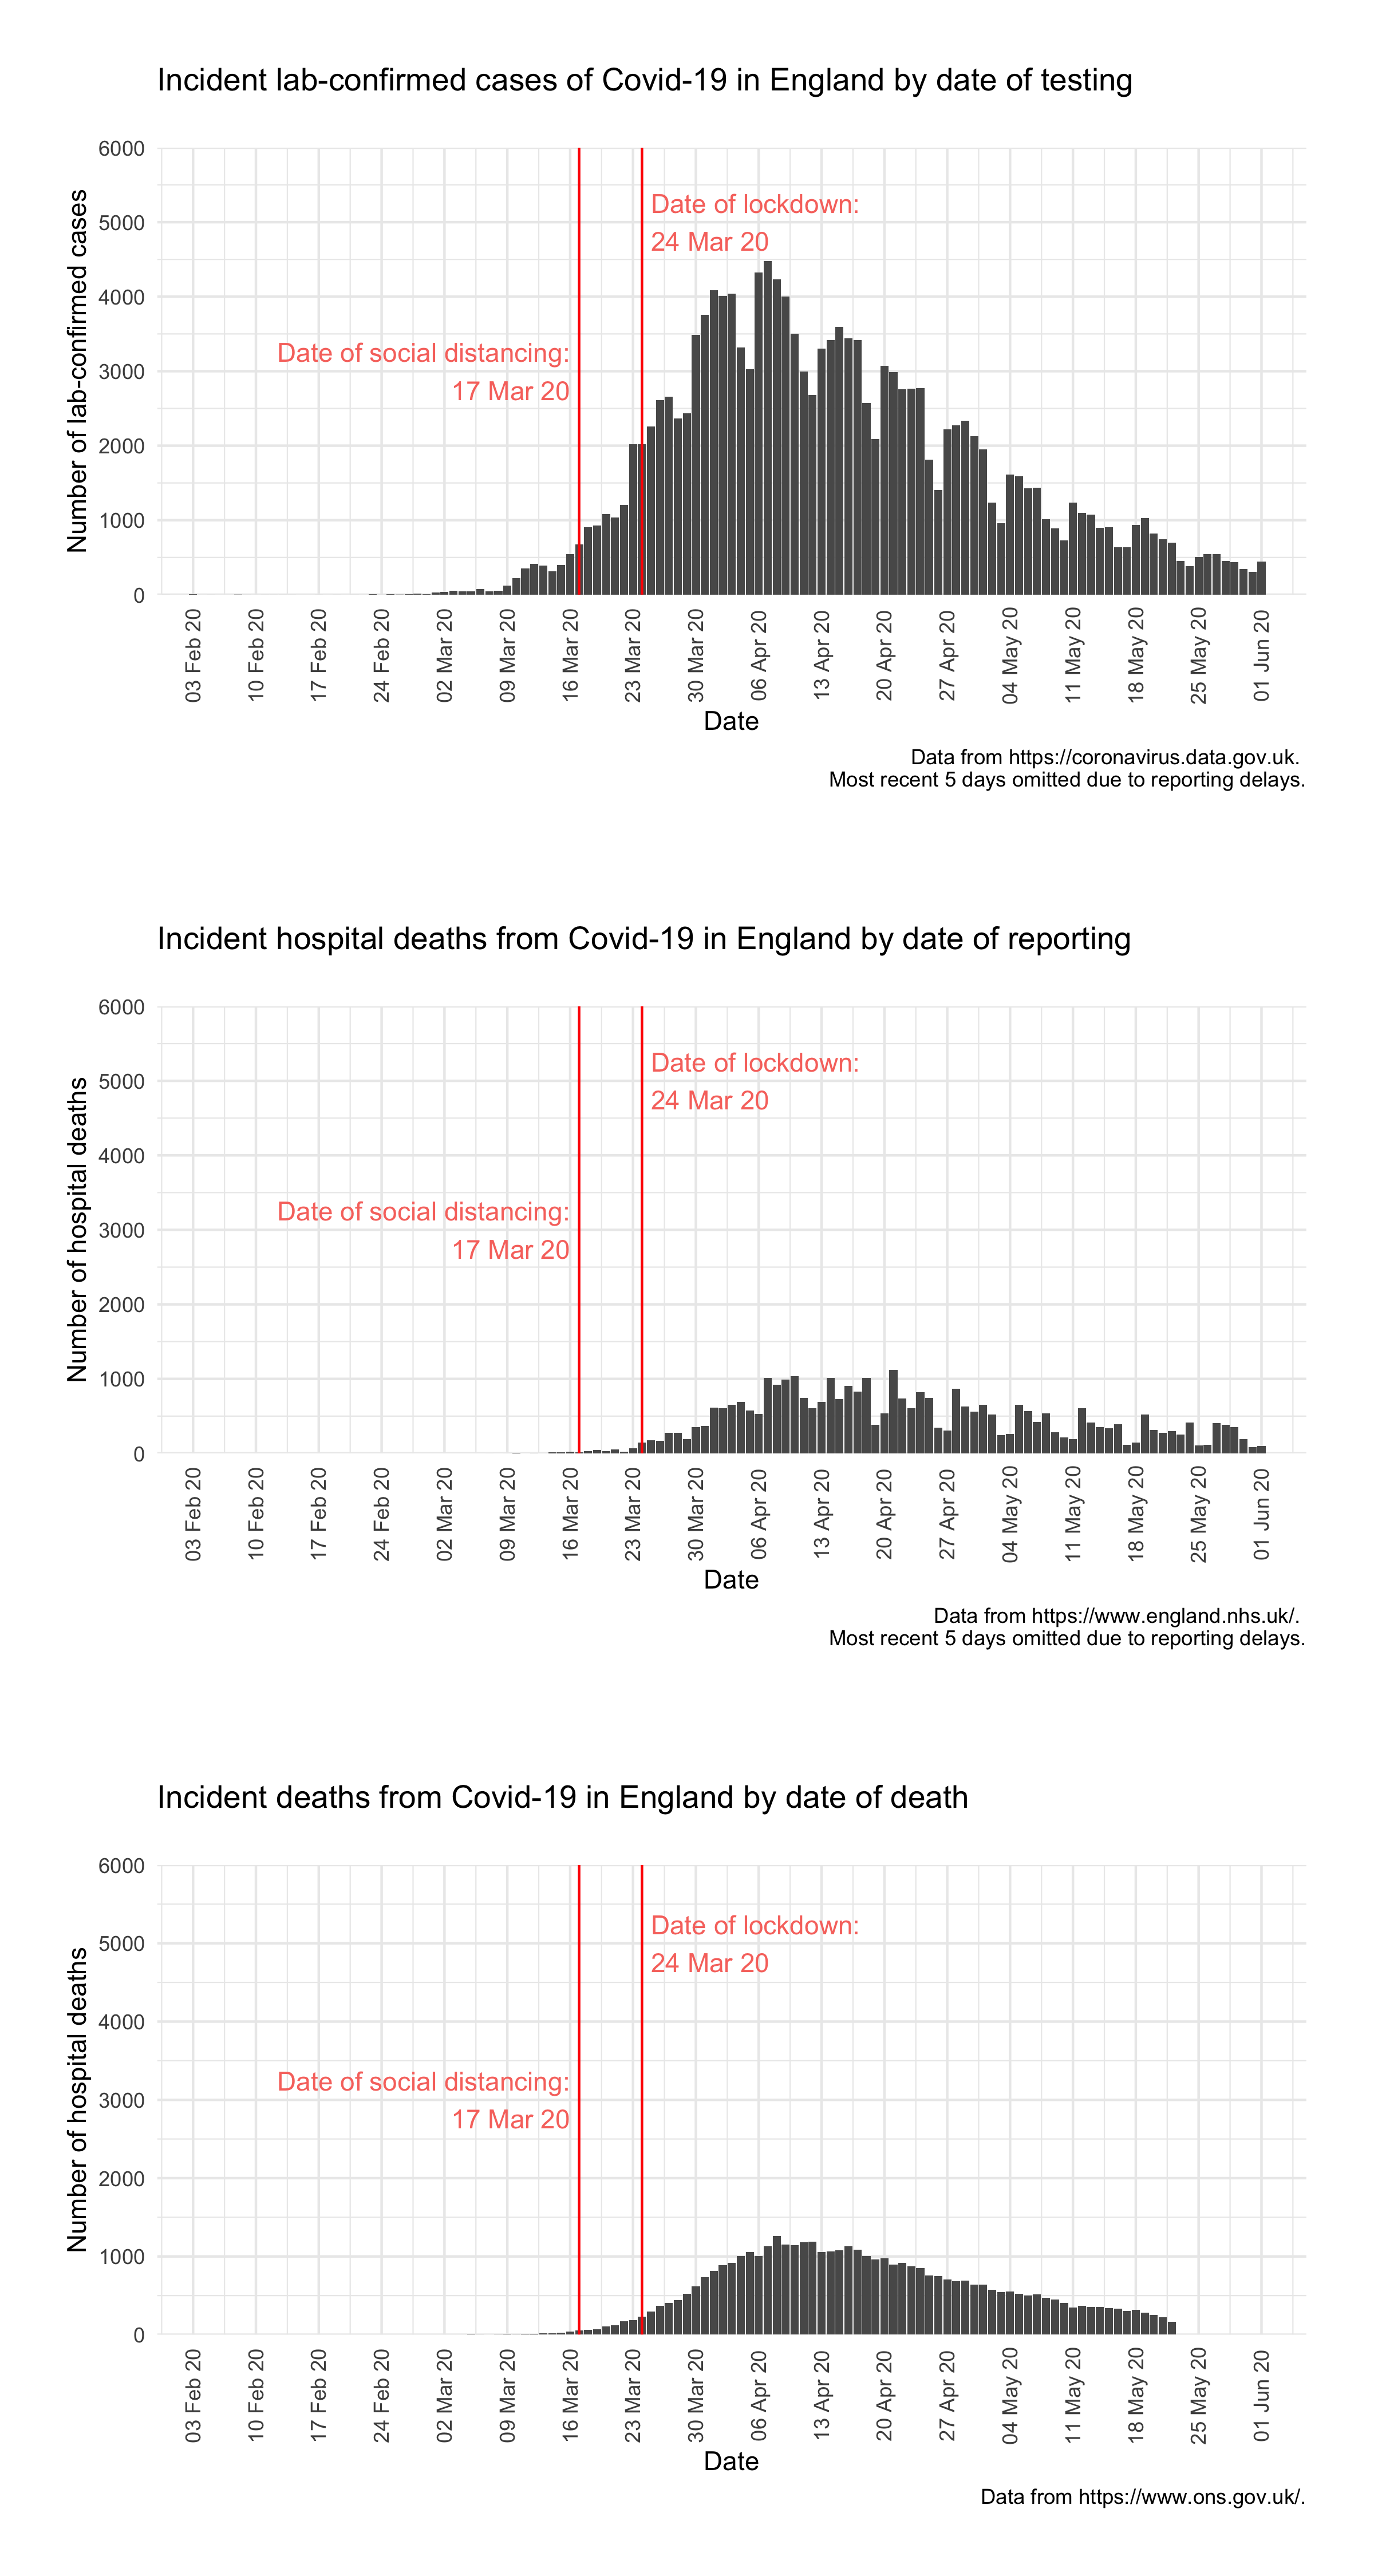 Incident lab-confirmed cases of Covid-19 in England by date of testing
6000
5000
4000
3000
2000
1000
0
Number of lab-confirmed cases
Date of lockdown:
24 Mar 20
Date of social distancing:
17 Mar 20
03 Feb 20
10 Feb 20
17 Feb 20
24 Feb 20
02 Mar 20
09 Mar 20
16 Mar 20
23 Mar 20
30 Mar 20
06 Apr 20
13 Apr 20
20 Apr 20
27 Apr 20
04 May 20
11 May 20
18 May 20
25 May 20
01 Jun 20
Date
Data from https://coronavirus.data.gov.uk.
Most recent 5 days omitted due to reporting delays.
Incident hospital deaths from Covid-19 in England by date of reporting
6000
5000
4000
3000
2000
1000
0
Number of hospital deaths
Date of lockdown:
24 Mar 20
Date of social distancing:
17 Mar 20
03 Feb 20
10 Feb 20
17 Feb 20
24 Feb 20
02 Mar 20
09 Mar 20
16 Mar 20
23 Mar 20
30 Mar 20
06 Apr 20
13 Apr 20
20 Apr 20
27 Apr 20
04 May 20
11 May 20
18 May 20
25 May 20
01 Jun 20
Date
Data from https://www.england.nhs.uk/.
Most recent 5 days omitted due to reporting delays.
Incident deaths from Covid-19 in England by date of death
6000
5000
4000
3000
2000
1000
0
Number of hospital deaths
Date of lockdown:
24 Mar 20
Date of social distancing:
17 Mar 20
03 Feb 20
10 Feb 20
17 Feb 20
24 Feb 20
02 Mar 20
09 Mar 20
16 Mar 20
23 Mar 20
30 Mar 20
06 Apr 20
13 Apr 20
20 Apr 20
27 Apr 20
04 May 20
11 May 20
18 May 20
25 May 20
01 Jun 20
Date
Data from https://www.ons.gov.uk/.